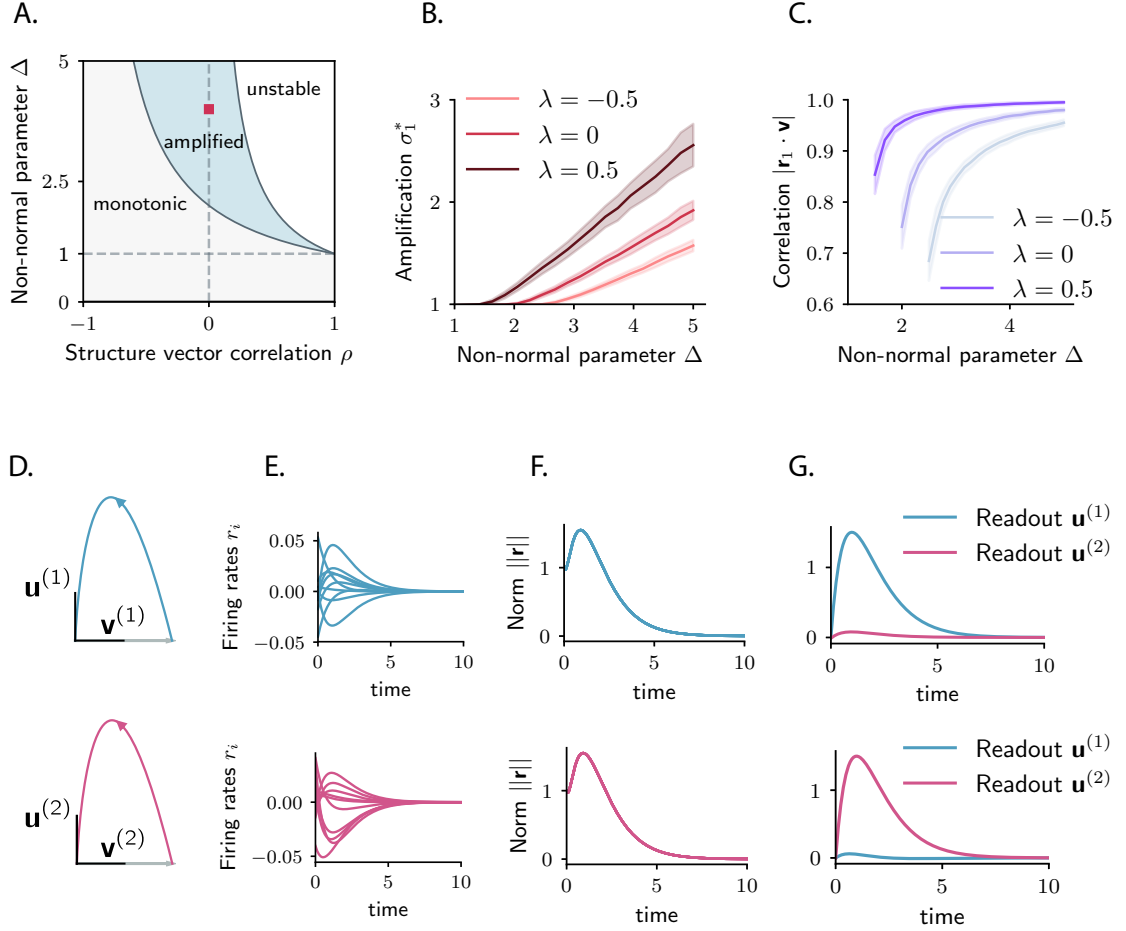 A.
Non-normal parameter Δ
5
2.5
1
0
unstable
amplified
monotonic
−1
0
1
Structure vector correlation ρ
B.
Amplification σ₁*
3
2
1
λ = −0.5
λ = 0
λ = 0.5
1
2
3
4
5
Non-normal parameter Δ
C.
Correlation |r₁ · v|
1.0
0.9
0.8
0.7
0.6
λ = −0.5
λ = 0
λ = 0.5
2
4
Non-normal parameter Δ
D.
u⁽¹⁾
v⁽¹⁾
u⁽²⁾
v⁽²⁾
E.
Firing rates rᵢ
0.05
0.00
−0.05
0
5
10
time
Firing rates rᵢ
0.00
−0.05
0
5
10
time
F.
Norm ||r||
1
0
0
5
10
time
Norm ||r||
1
0
0
5
10
time
G.
Readout u⁽¹⁾
Readout u⁽²⁾
1
0
0
5
10
time
Readout u⁽¹⁾
Readout u⁽²⁾
1
0
0
5
10
time